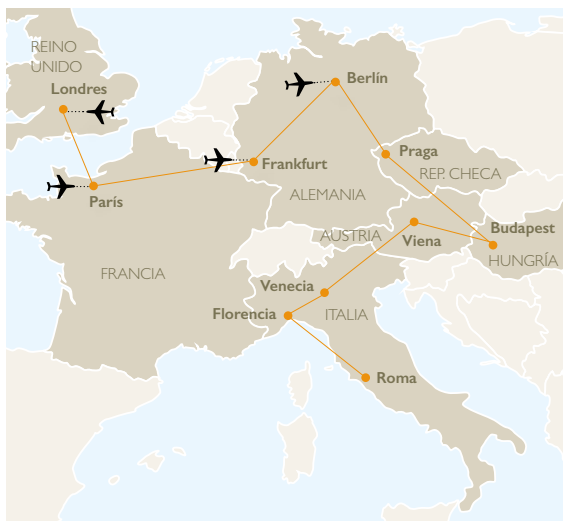 REINO
UNIDO
Londres
Berlín
Praga
REP. CHECA
Frankfurt
ALEMANIA
París
Budapest
HUNGRÍA
AUSTRIA
Viena
FRANCIA
Venecia
Florencia
ITALIA
Roma